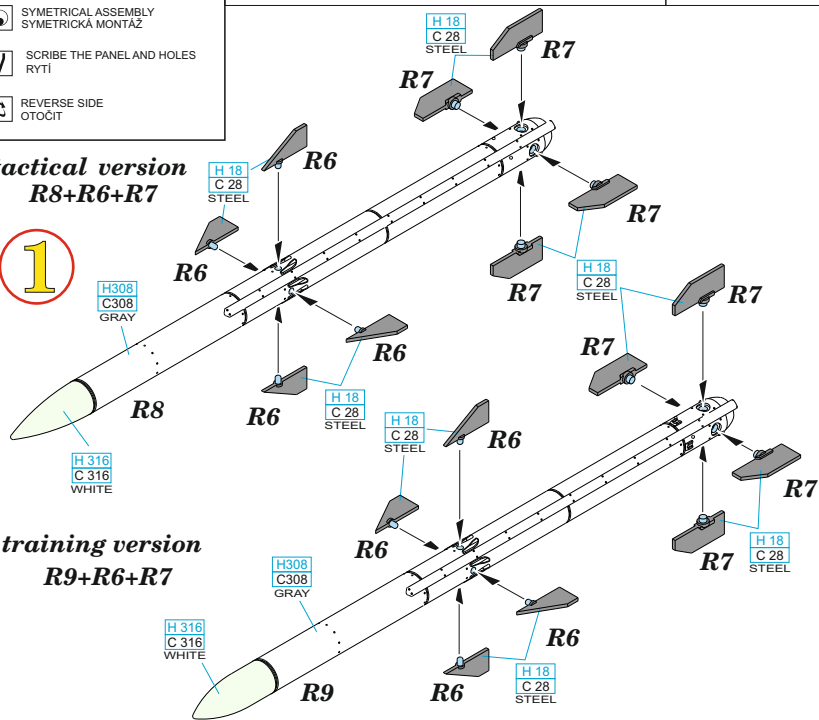 SYMETRICAL ASSEMBLY
SYMETRICKÁ MONTÁŽ
SCRIBE THE PANEL AND HOLES
RYTÍ
REVERSE SIDE
OTOČIT
tactical version
R8+R6+R7
1
H 18
C 28
STEEL
R7
R7
R7
R7
H 18
C 28
STEEL
H 18
C 28
STEEL
R6
R6
R6
R6
H 18
C 28
STEEL
H308
C308
GRAY
R8
H 316
C 316
WHITE
training version
R9+R6+R7
R7
R7
R7
R7
H 18
C 28
STEEL
H 18
C 28
STEEL
R6
R6
R6
R6
H 18
C 28
STEEL
H308
C308
GRAY
H 316
C 316
WHITE
R9